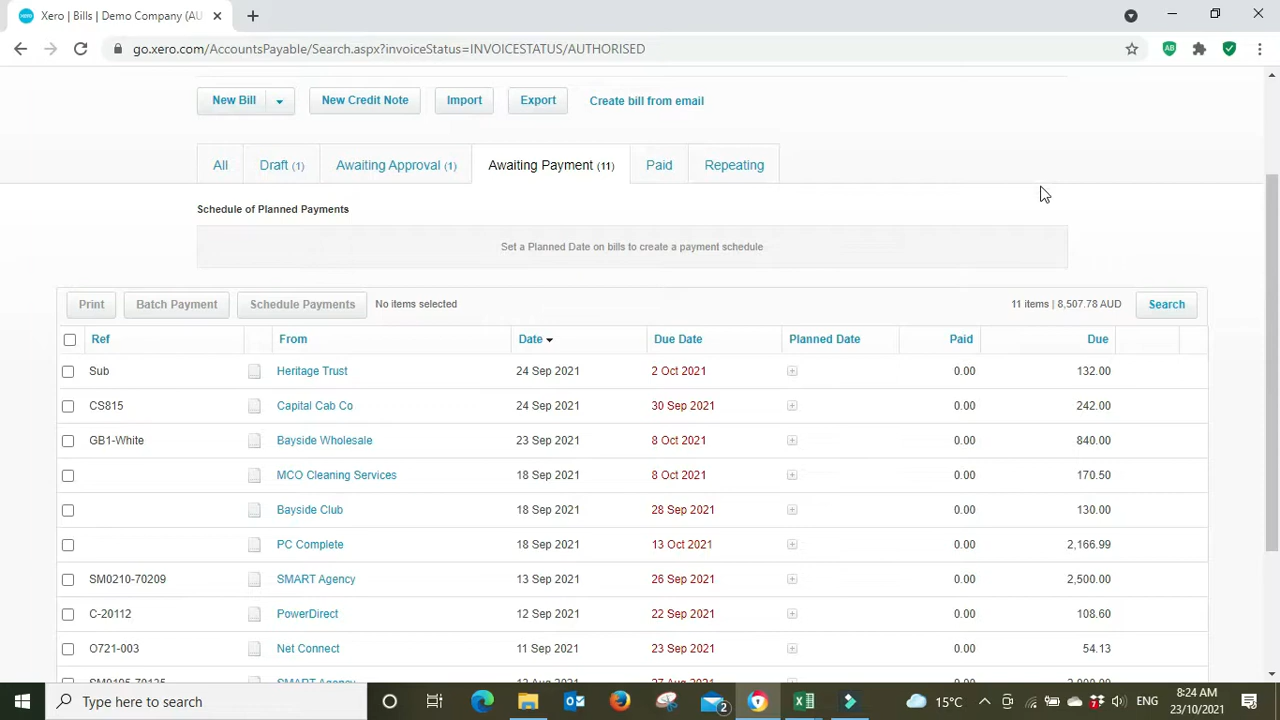 Xero | Bills | Demo Company (AU
go.xero.com/AccountsPayable/Search.aspx?invoiceStatus=INVOICESTATUS/AUTHORISED
New Bill New Credit Note Import Export Create bill from email
All Draft (1) Awaiting Approval (1) Awaiting Payment (11) Paid Repeating
Schedule of Planned Payments
Set a Planned Date on bills to create a payment schedule
Print Batch Payment Schedule Payments No items selected 11 items | 8,507.78 AUD Search
Ref From Date Due Date Planned Date Paid Due
Sub Heritage Trust 24 Sep 2021 2 Oct 2021 0.00 132.00
CS815 Capital Cab Co 24 Sep 2021 30 Sep 2021 0.00 242.00
GB1-White Bayside Wholesale 23 Sep 2021 8 Oct 2021 0.00 840.00
MCO Cleaning Services 18 Sep 2021 8 Oct 2021 0.00 170.50
Bayside Club 18 Sep 2021 28 Sep 2021 0.00 130.00
PC Complete 18 Sep 2021 13 Oct 2021 0.00 2,166.99
SM0210-70209 SMART Agency 13 Sep 2021 26 Sep 2021 0.00 2,500.00
C-20112 PowerDirect 12 Sep 2021 22 Sep 2021 0.00 108.60
O721-003 Net Connect 11 Sep 2021 23 Sep 2021 0.00 54.13
SMART Agency
Type here to search 2 15°C ENG 8:24 AM
23/10/2021